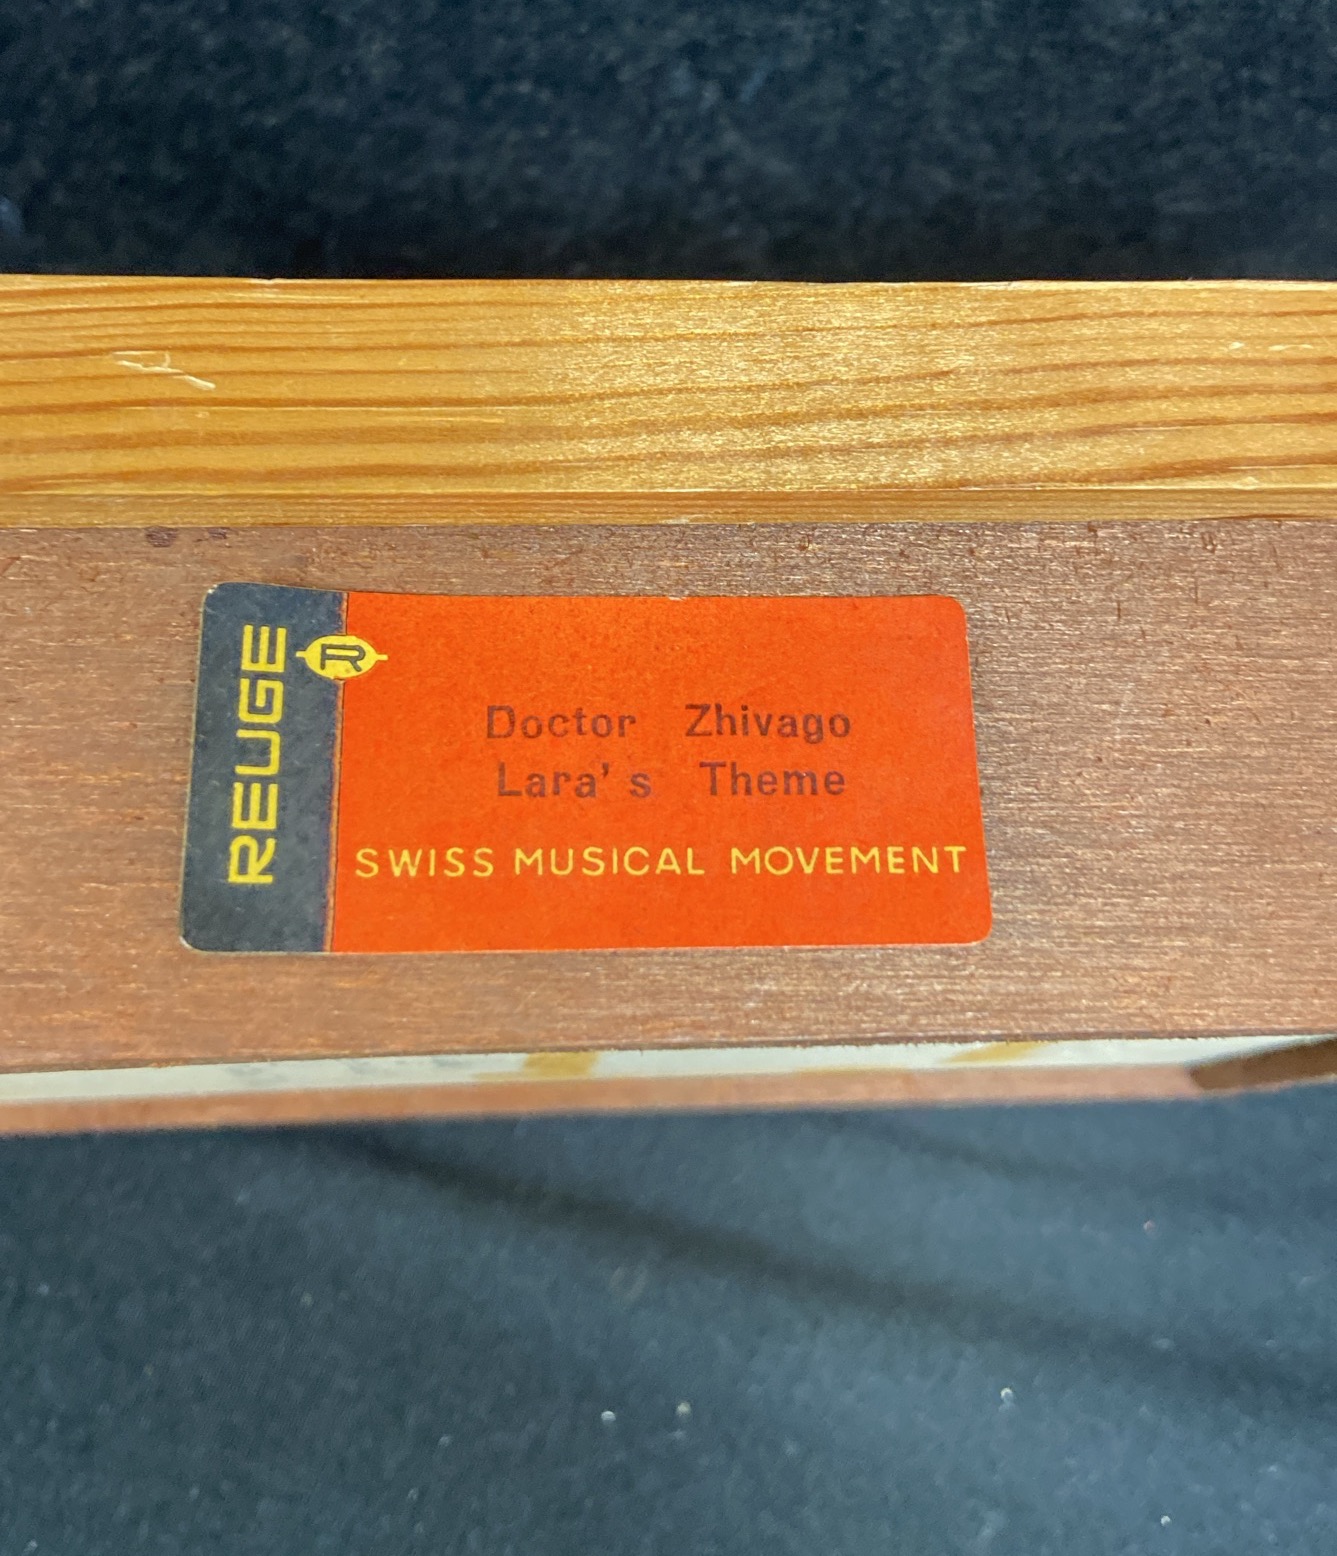 REUGE
R
Doctor Zhivago
Lara's Theme
SWISS MUSICAL MOVEMENT